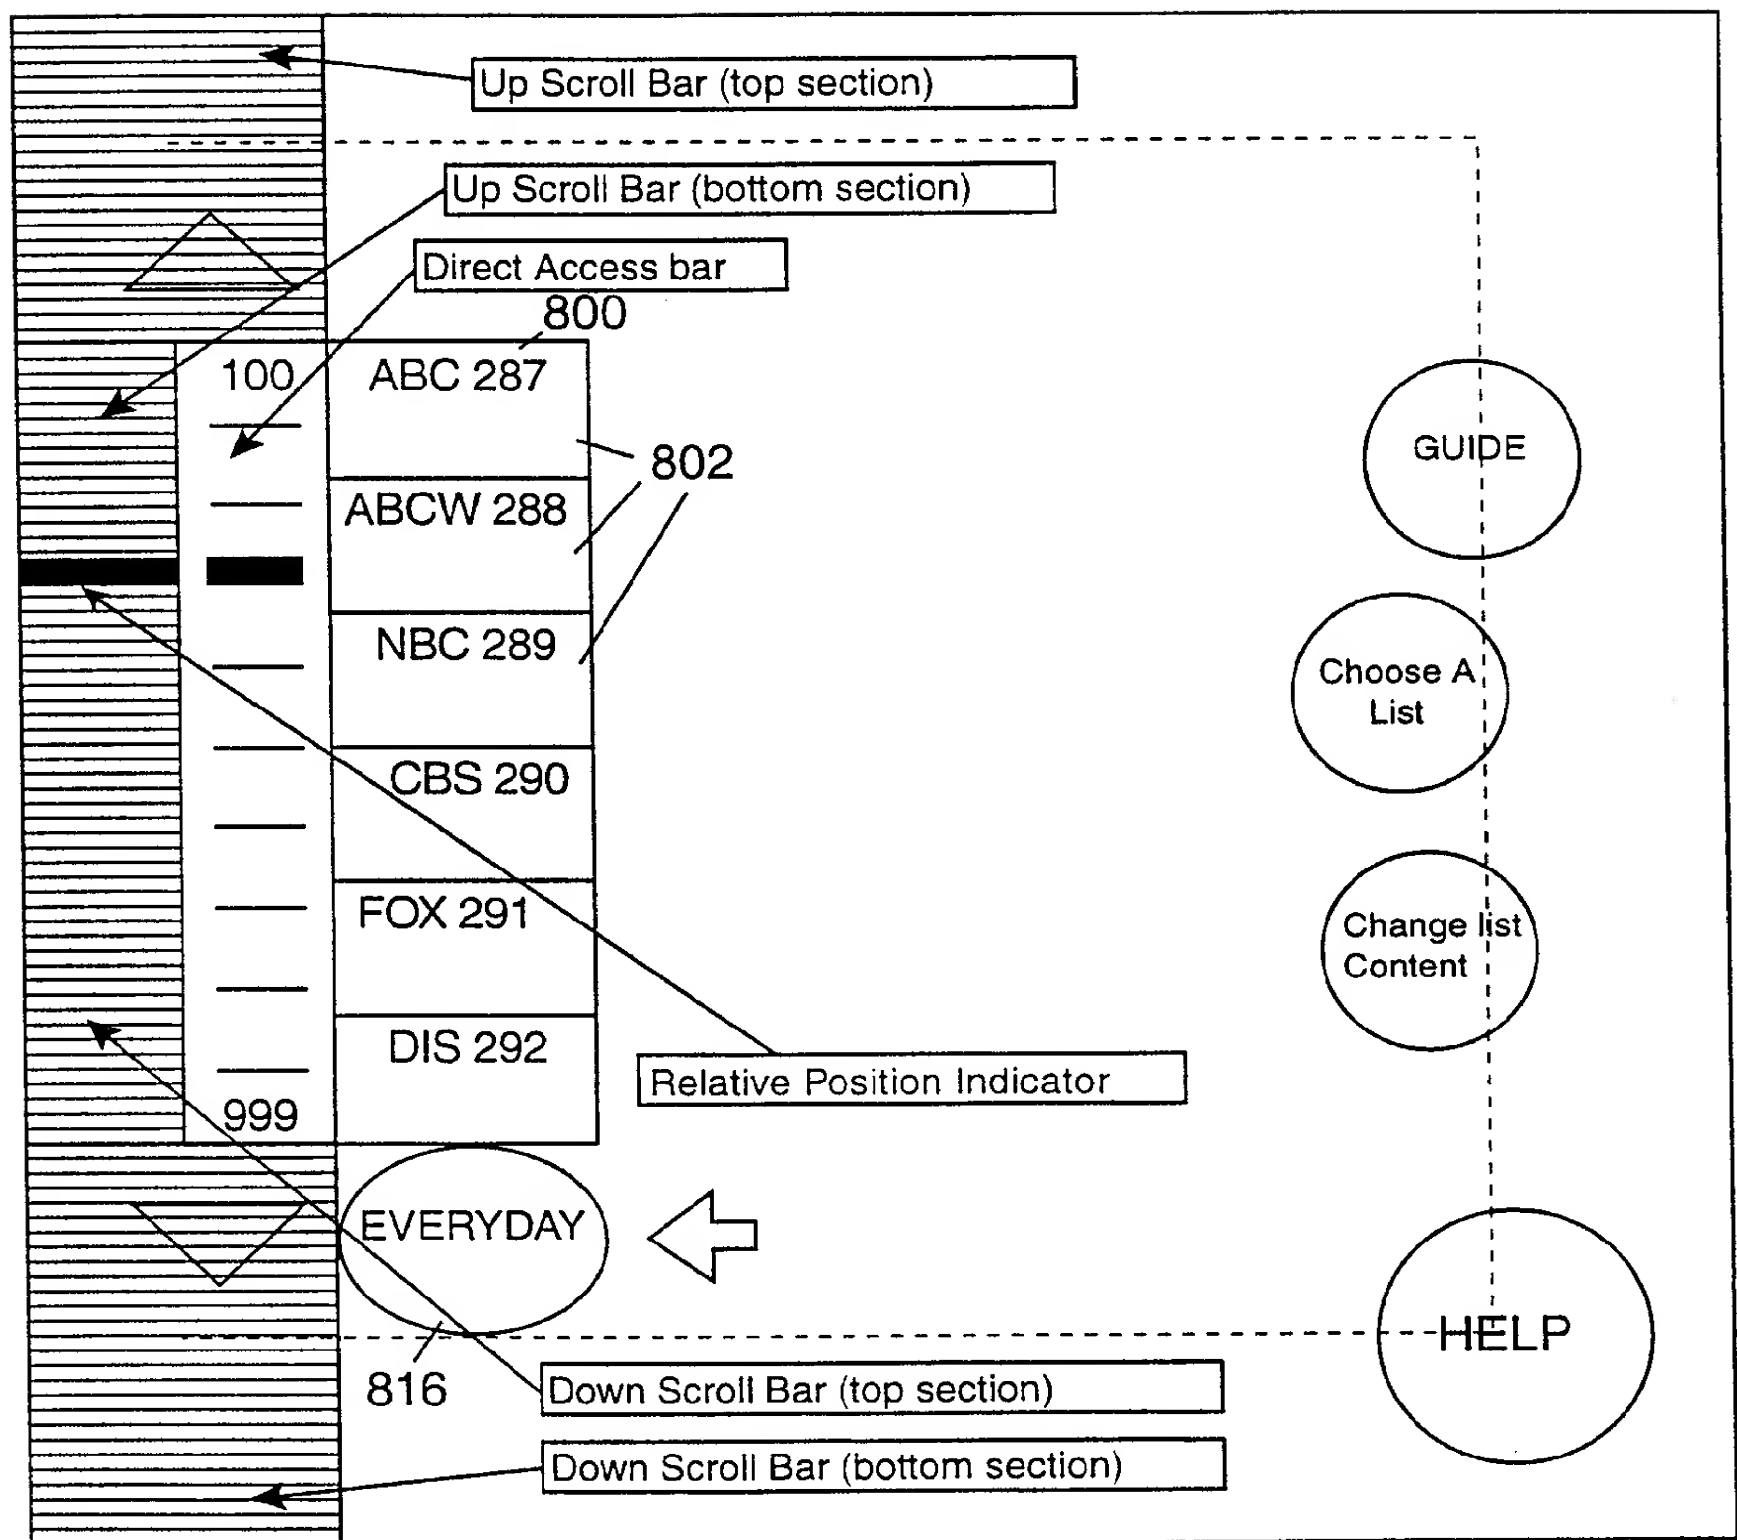 Up Scroll Bar (top section)
Up Scroll Bar (bottom section)
Direct Access bar
800
100
ABC 287
GUIDE
802
ABCW 288
NBC 289
Choose A
List
CBS 290
FOX 291
Change list
Content
DIS 292
Relative Position Indicator
999
EVERYDAY
HELP
816
Down Scroll Bar (top section)
Down Scroll Bar (bottom section)